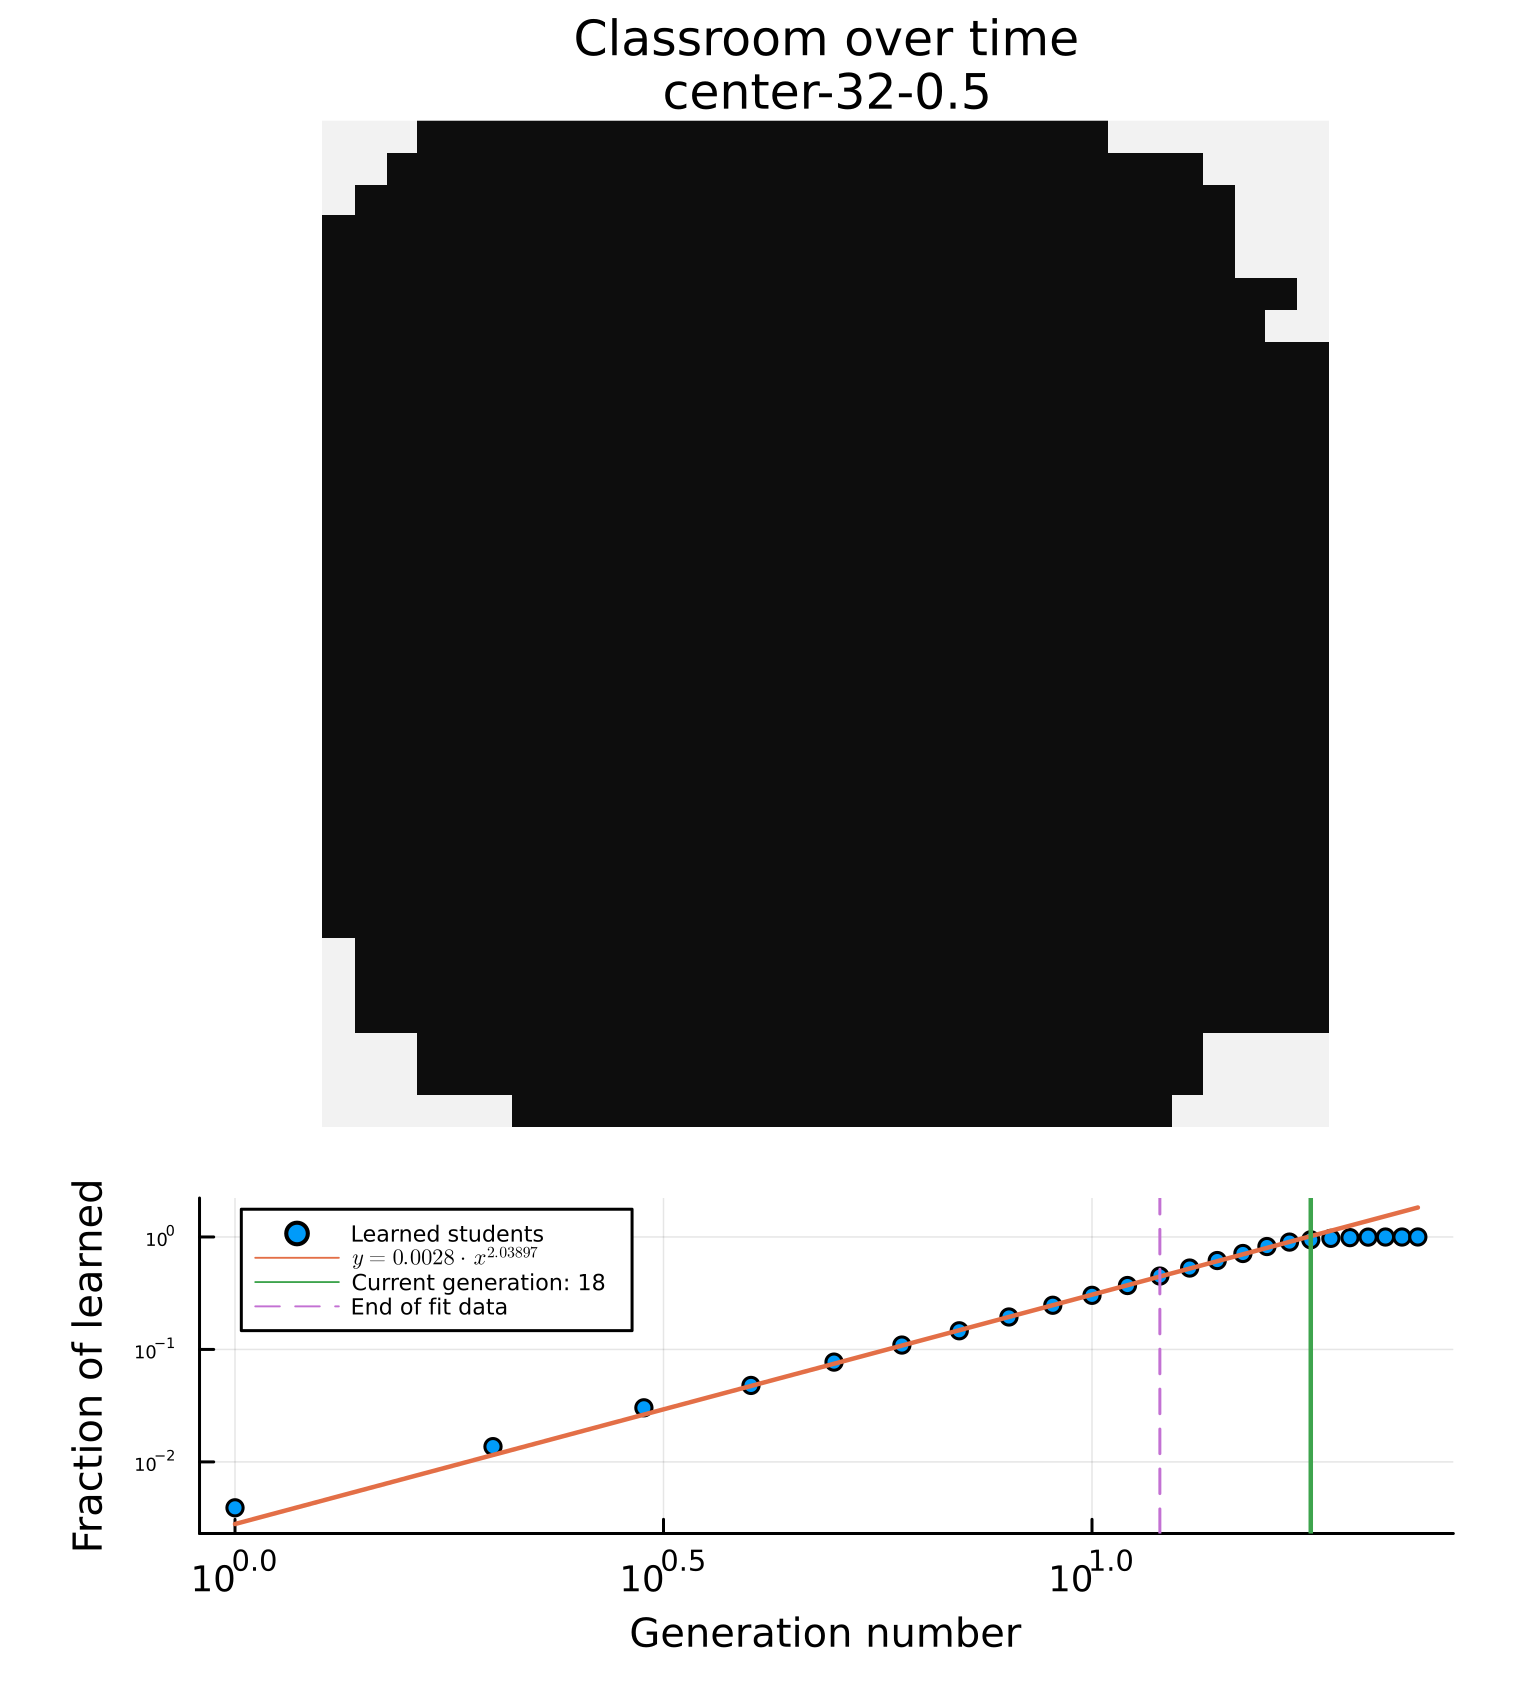 Classroom over time
center-32-0.5
Fraction of learned
10^0
10^-1
10^-2
Learned students
y = 0.0028 · x^2.03897
Current generation: 18
End of fit data
10^0.0 10^0.5 10^1.0
Generation number